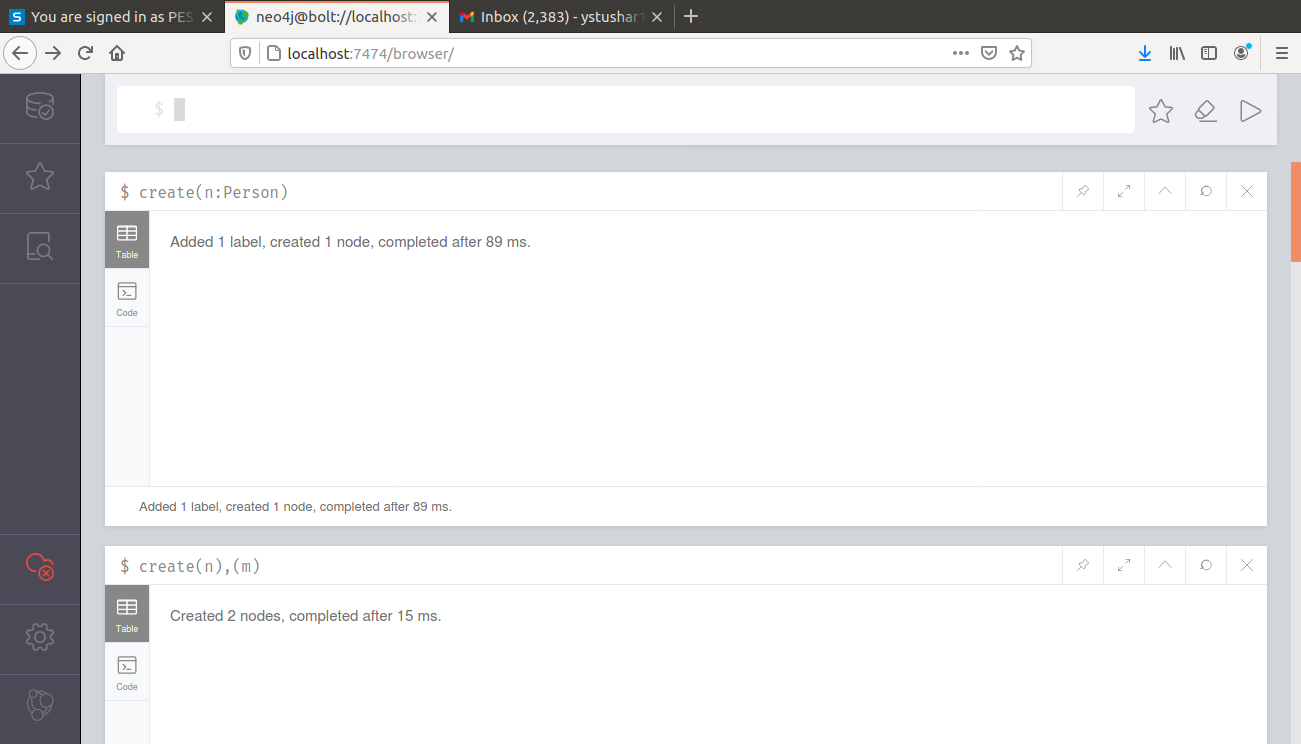 S You are signed in as PES
neo4j@bolt://localhost:
Inbox (2,383) - ystushar
localhost:7474/browser/
$
$ create(n:Person)
Table
Added 1 label, created 1 node, completed after 89 ms.
Code
Added 1 label, created 1 node, completed after 89 ms.
$ create(n),(m)
Table
Created 2 nodes, completed after 15 ms.
Code